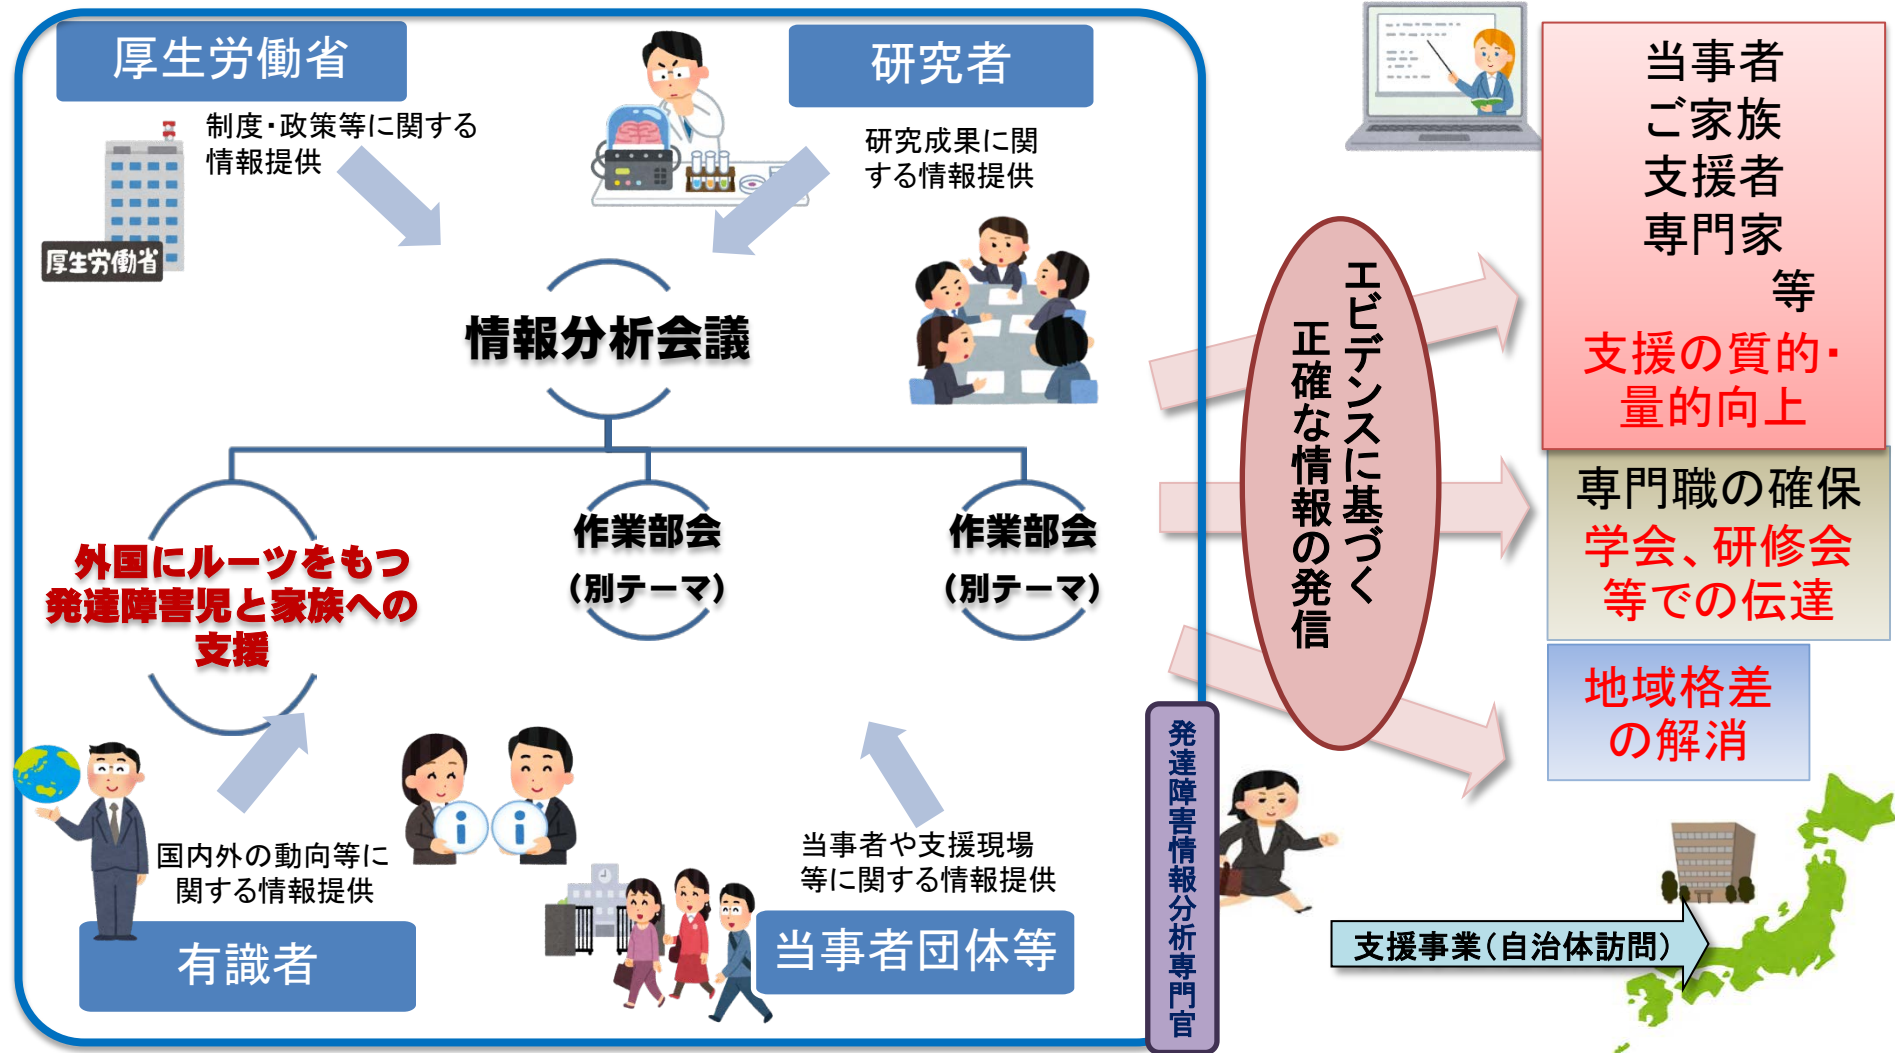 厚生労働省
制度・政策等に関する
情報提供
厚生労働省
研究者
研究成果に関
する情報提供
情報分析会議
外国にルーツをもつ
発達障害児と家族への
支援
作業部会
（別テーマ）
作業部会
（別テーマ）
国内外の動向等に
関する情報提供
有識者
i
i
当事者や支援現場
等に関する情報提供
当事者団体等
発達障害情報分析専門官
エビデンスに基づく
正確な情報の発信
当事者
ご家族
支援者
専門家
等
支援の質的・
量的向上
専門職の確保
学会、研修会
等での伝達
地域格差
の解消
支援事業（自治体訪問）